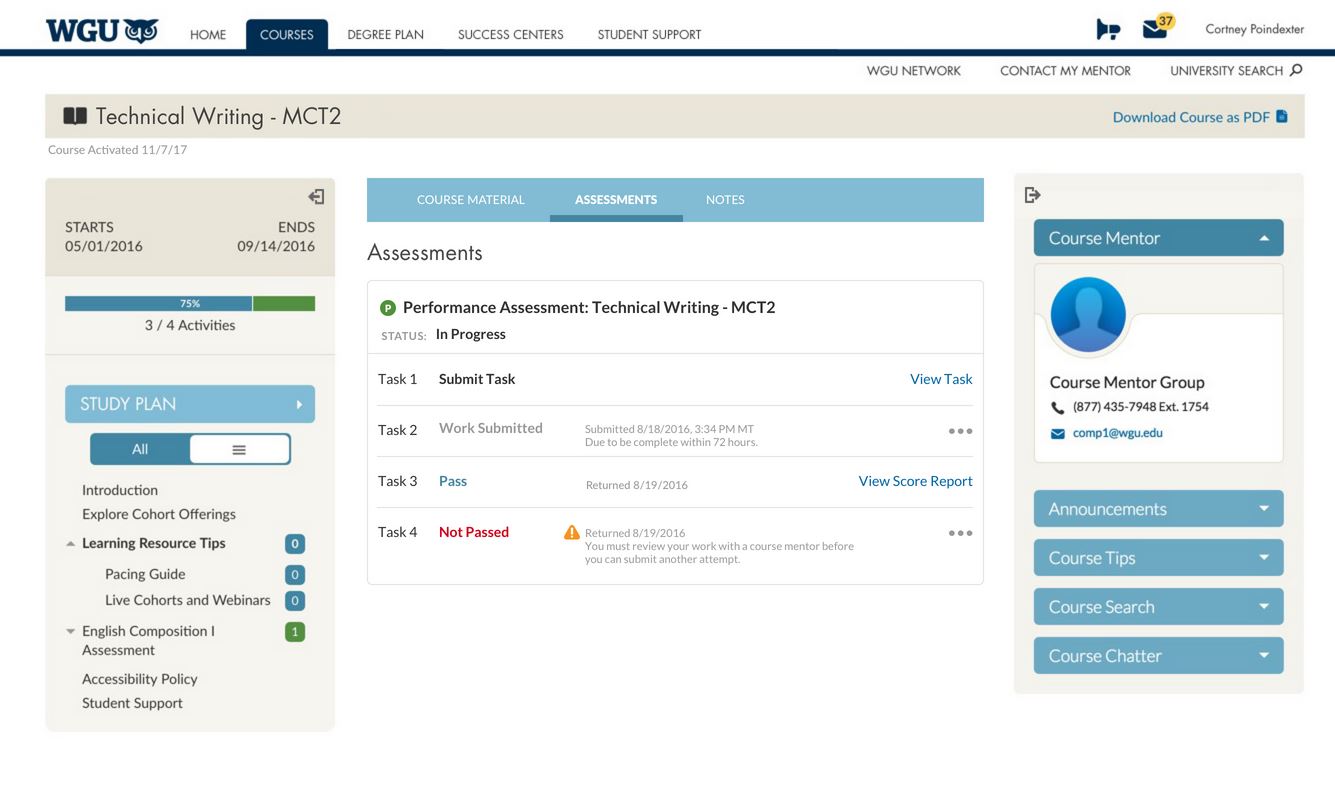 WGU
HOME
COURSES
DEGREE PLAN
SUCCESS CENTERS
STUDENT SUPPORT
37
Cortney Poindexter
WGU NETWORK
CONTACT MY MENTOR
UNIVERSITY SEARCH
Technical Writing - MCT2
Download Course as PDF
Course Activated 11/7/17
STARTS
05/01/2016
ENDS
09/14/2016
75%
3 / 4 Activities
STUDY PLAN
All
Introduction
Explore Cohort Offerings
Learning Resource Tips 0
Pacing Guide 0
Live Cohorts and Webinars 0
English Composition I 1
Assessment
Accessibility Policy
Student Support
COURSE MATERIAL
ASSESSMENTS
NOTES
Assessments
P Performance Assessment: Technical Writing - MCT2
STATUS: In Progress
Task 1 Submit Task View Task
Task 2 Work Submitted Submitted 8/18/2016, 3:34 PM MT
Due to be complete within 72 hours.
Task 3 Pass Returned 8/19/2016 View Score Report
Task 4 Not Passed Returned 8/19/2016
You must review your work with a course mentor before
you can submit another attempt.
Course Mentor
Course Mentor Group
(877) 435-7948 Ext. 1754
comp1@wgu.edu
Announcements
Course Tips
Course Search
Course Chatter